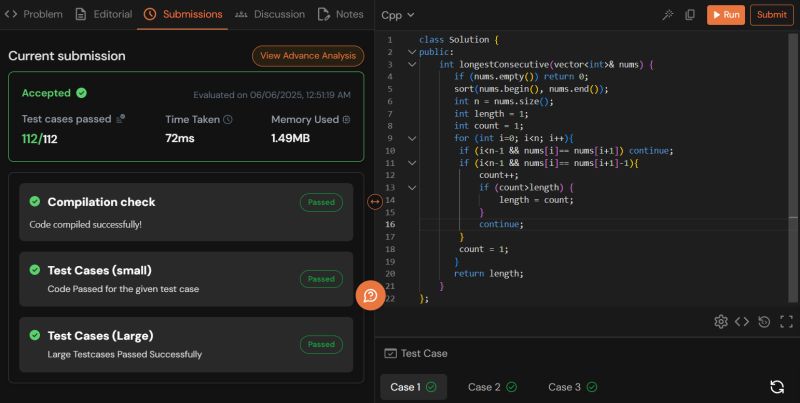 Problem Editorial Submissions Discussion Notes
Current submission
View Advance Analysis
Accepted
Evaluated on 06/06/2025, 12:51:19 AM
Test cases passed Time Taken Memory Used
112/112 72ms 1.49MB
Compilation check
Passed
Code compiled successfully!
Test Cases (small)
Passed
Code Passed for the given test case
Test Cases (Large)
Passed
Large Testcases Passed Successfully
Cpp Run Submit
1 class Solution {
2 public:
3 int longestConsecutive(vector<int>& nums) {
4 if (nums.empty()) return 0;
5 sort(nums.begin(), nums.end());
6 int n = nums.size();
7 int length = 1;
8 int count = 1;
9 for (int i=0; i<n; i++){
10 if (i<n-1 && nums[i]== nums[i+1]) continue;
11 if (i<n-1 && nums[i]== nums[i+1]-1){
12 count++;
13 if (count>length) {
14 length = count;
15 }
16 continue;
17 }
18 count = 1;
19 }
20 return length;
21 }
22 };
Test Case
Case 1 Case 2 Case 3